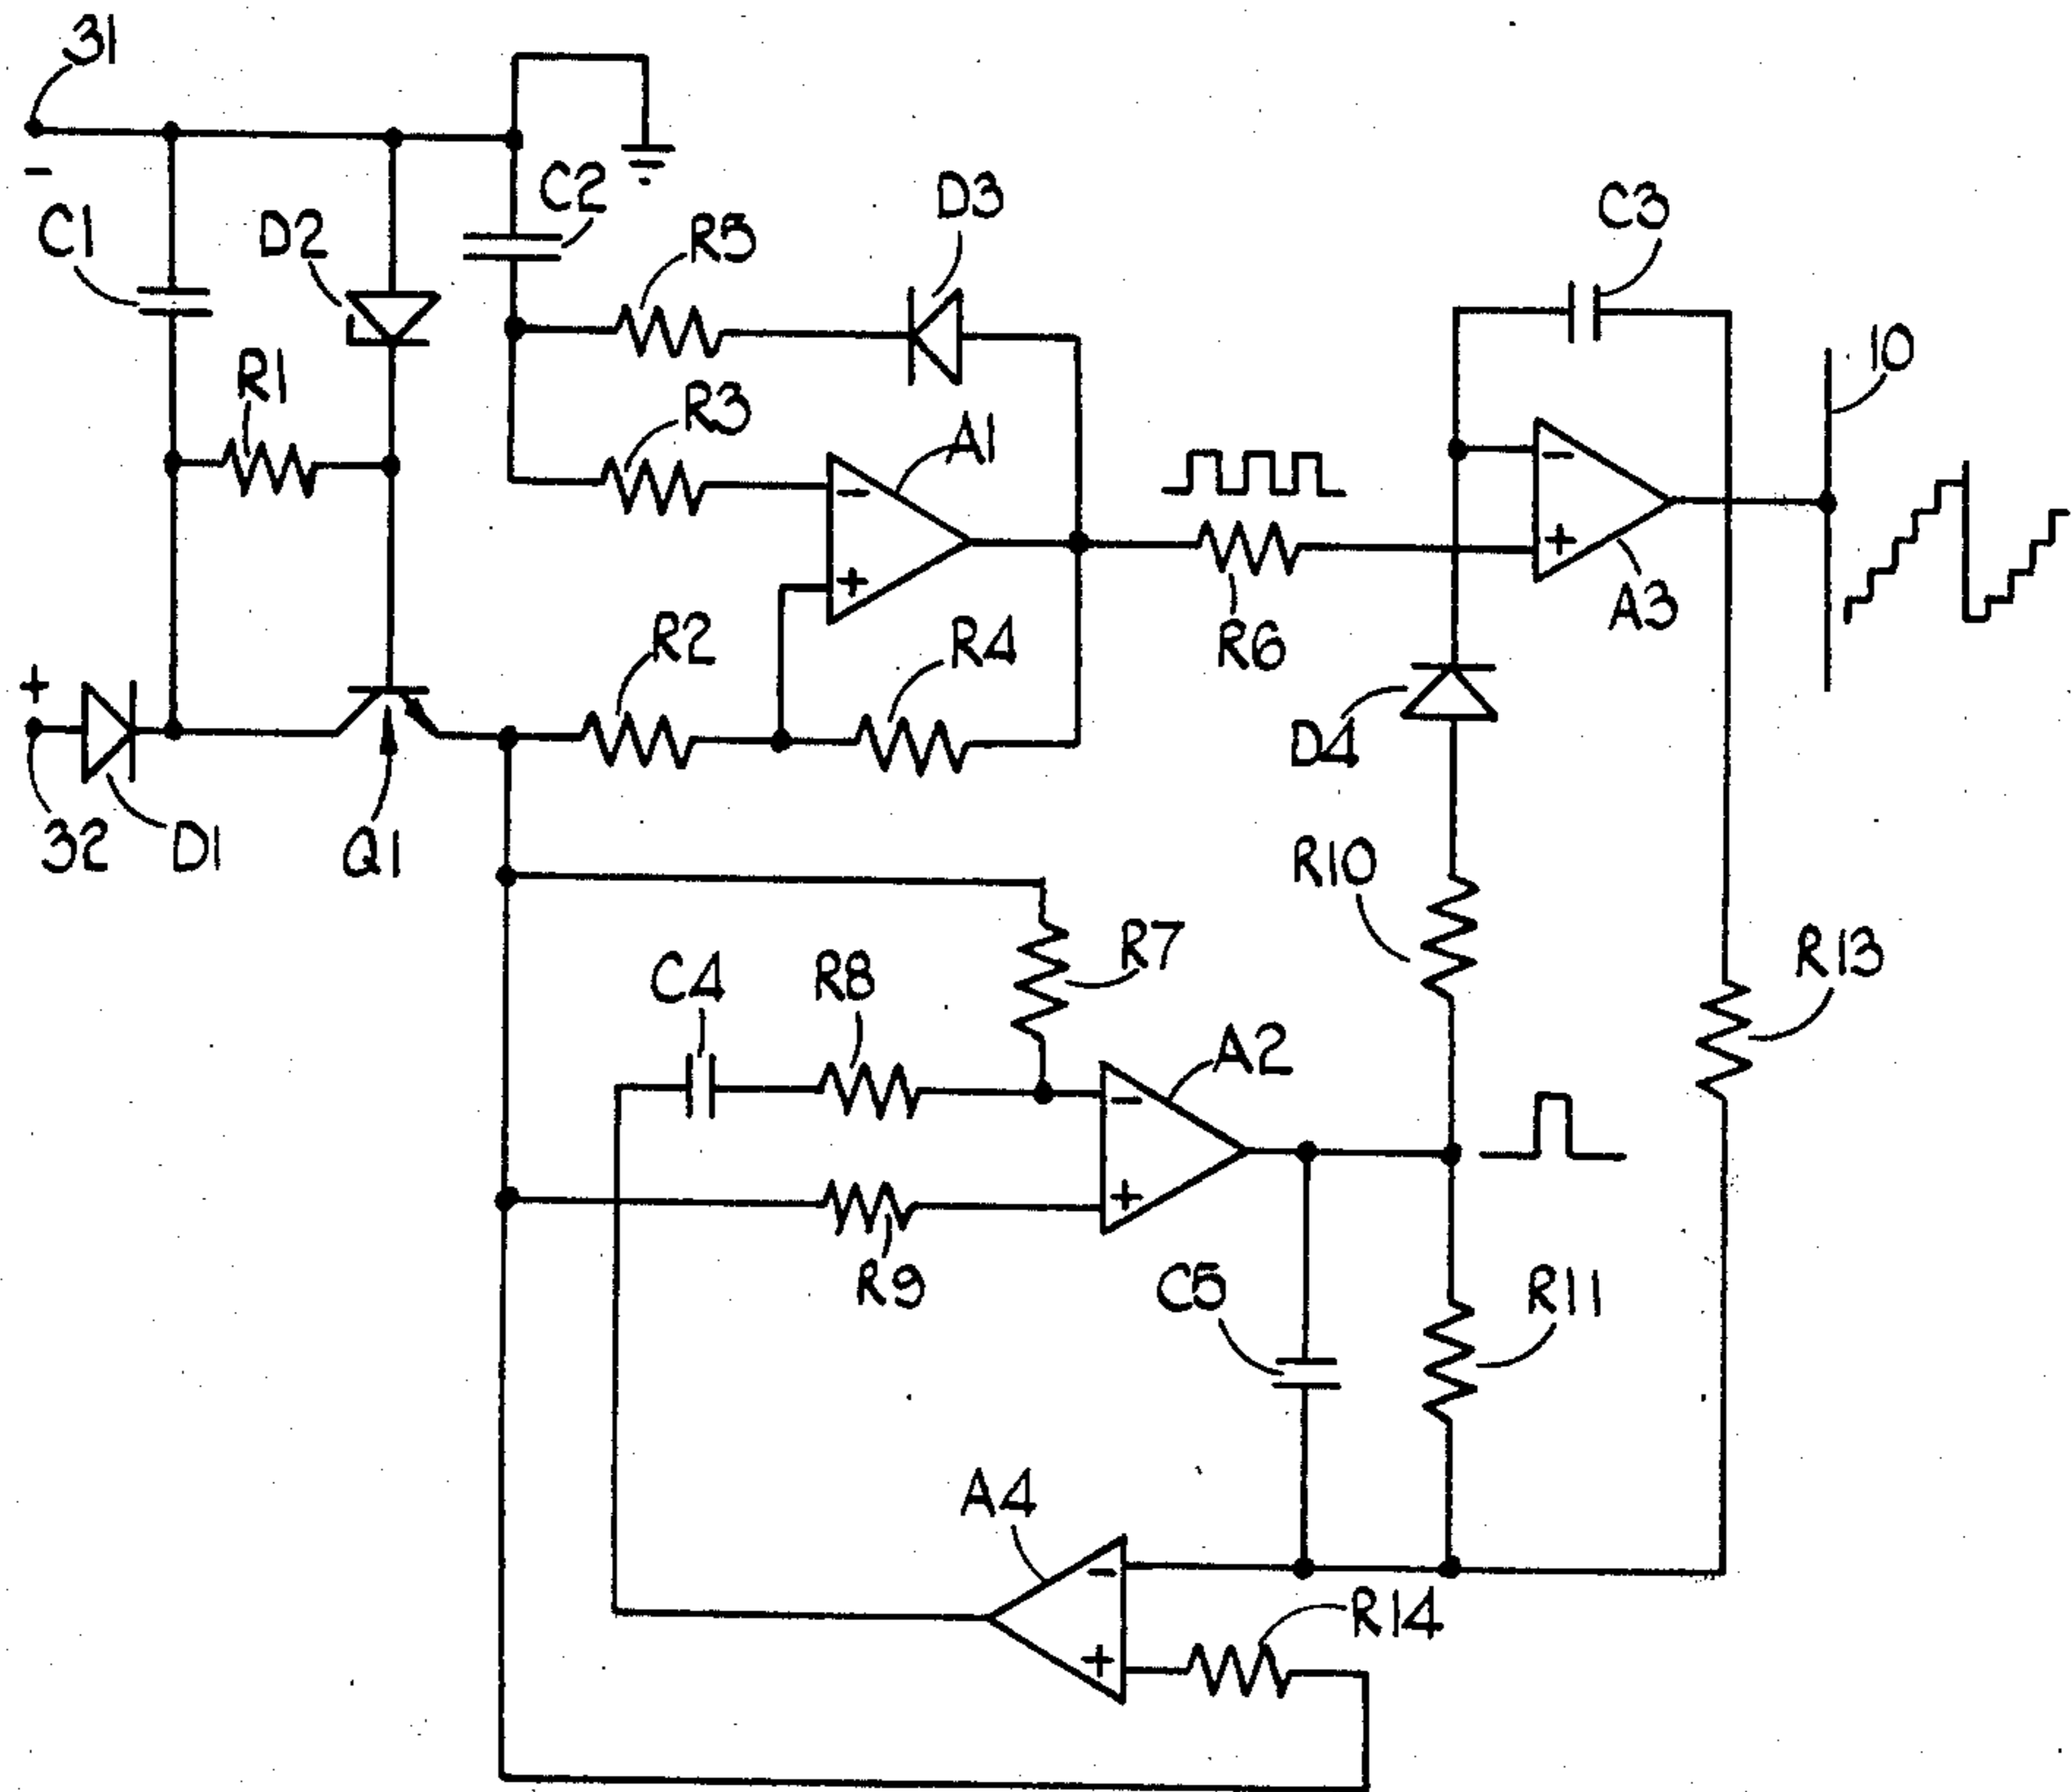 31
-
C1
D2
C2
R5
D3
C3
10
R1
R3
A1
-
+
-
+
A3
R2
R4
R6
+
32
D1
Q1
D4
R10
R7
C4
R8
A2
R13
-
+
R9
C5
R11
A4
-
+
R14